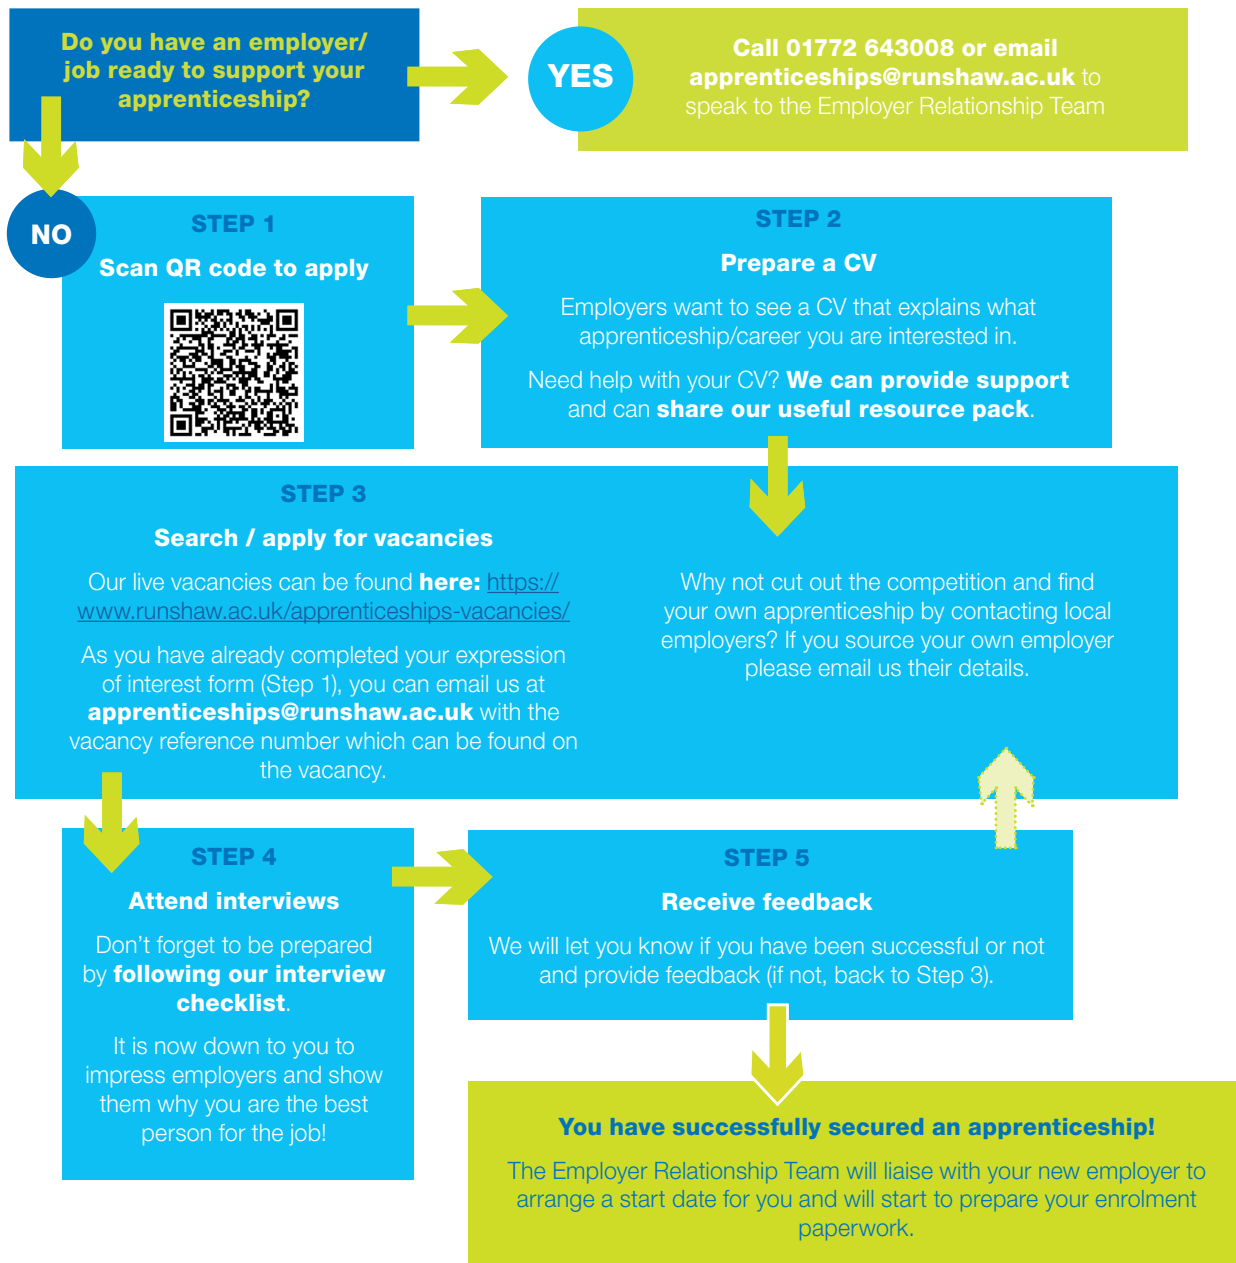 Do you have an employer/
job ready to support your
apprenticeship?
YES
Call 01772 643008 or email
apprenticeships@runshaw.ac.uk to
speak to the Employer Relationship Team
NO
STEP 1
Scan QR code to apply
STEP 2
Prepare a CV
Employers want to see a CV that explains what
apprenticeship/career you are interested in.
Need help with your CV? We can provide support
and can share our useful resource pack.
STEP 3
Search / apply for vacancies
Our live vacancies can be found here: https://
www.runshaw.ac.uk/apprenticeships-vacancies/
As you have already completed your expression
of interest form (Step 1), you can email us at
apprenticeships@runshaw.ac.uk with the
vacancy reference number which can be found on
the vacancy.
Why not cut out the competition and find
your own apprenticeship by contacting local
employers? If you source your own employer
please email us their details.
STEP 4
Attend interviews
Don't forget to be prepared
by following our interview
checklist.
It is now down to you to
impress employers and show
them why you are the best
person for the job!
STEP 5
Receive feedback
We will let you know if you have been successful or not
and provide feedback (if not, back to Step 3).
You have successfully secured an apprenticeship!
The Employer Relationship Team will liaise with your new employer to
arrange a start date for you and will start to prepare your enrolment
paperwork.